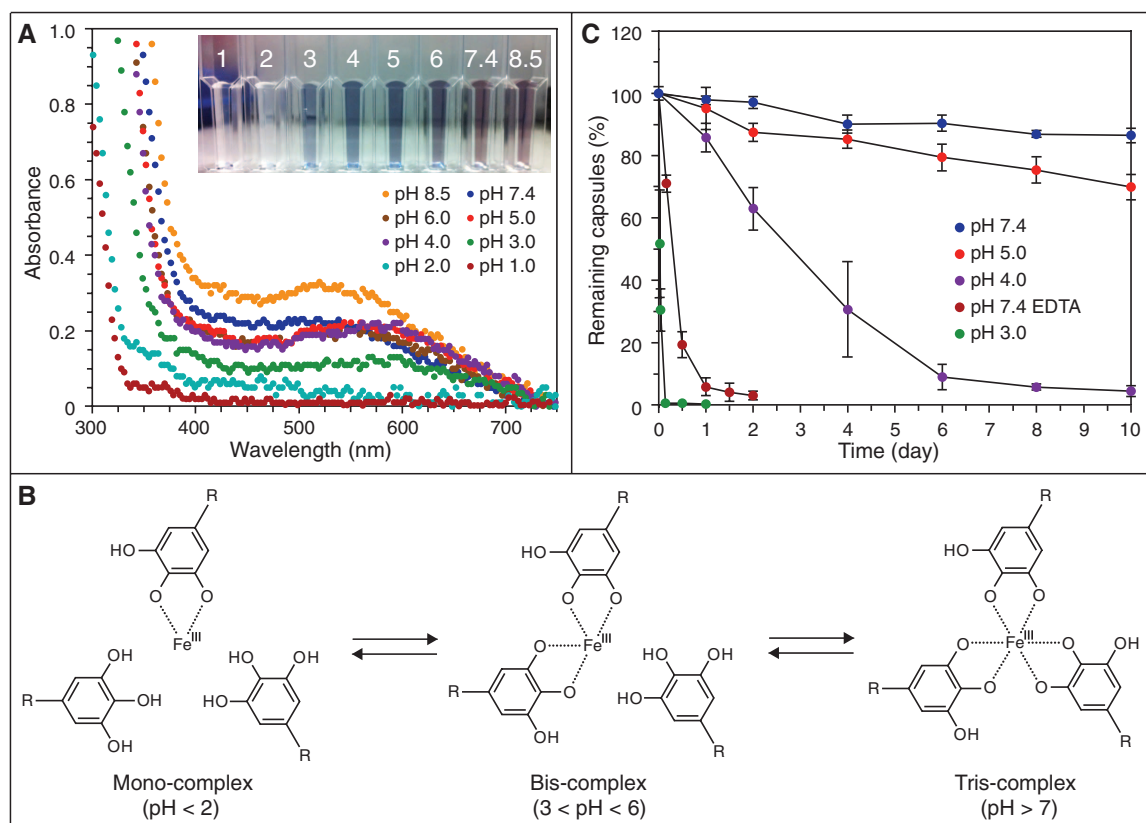 A
1.0
0.8
0.6
0.4
0.2
0
Absorbance
300 400 500 600 700
Wavelength (nm)
1 2 3 4 5 6 7.4 8.5
pH 8.5 pH 7.4
pH 6.0 pH 5.0
pH 4.0 pH 3.0
pH 2.0 pH 1.0
C
120
100
80
60
40
20
0
Remaining capsules (%)
0 1 2 3 4 5 6 7 8 9 10
Time (day)
pH 7.4
pH 5.0
pH 4.0
pH 7.4 EDTA
pH 3.0
B
R
HO
O O
FeIII
OH
OH
R
OH
HO OH
HO
R
Mono-complex
(pH < 2)
R
HO
O O
FeIII
O
O
R
OH
HO OH
HO
R
Bis-complex
(3 < pH < 6)
R
HO
O O
FeIII
O O
OH
O O
R
OH
R
Tris-complex
(pH > 7)